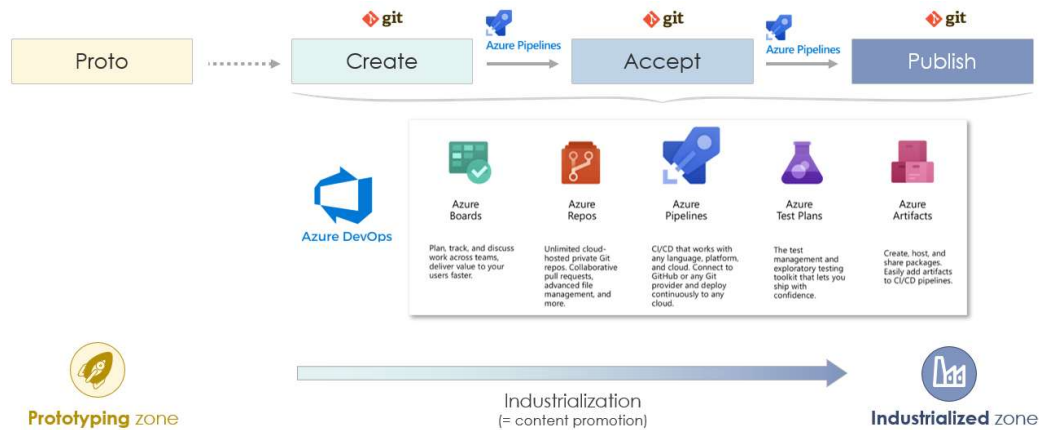 git
git
git
Azure Pipelines
Azure Pipelines
Proto
Create
Accept
Publish
Azure DevOps
Azure
Boards
Plan, track, and discuss
work across teams,
deliver value to your
users faster.
Azure
Repos
Unlimited cloud-
hosted private Git
repos. Collaborative
pull requests,
advanced file
management, and
more.
Azure
Pipelines
CI/CD that works with
any language, platform,
and cloud. Connect to
GitHub or any Git
provider and deploy
continuously to any
cloud.
Azure
Test Plans
The test
management and
exploratory testing
toolkit that lets you
ship with
confidence.
Azure
Artifacts
Create, host, and
share packages.
Easily add artifacts
to CI/CD pipelines.
Prototyping zone
Industrialization
(= content promotion)
Industrialized zone